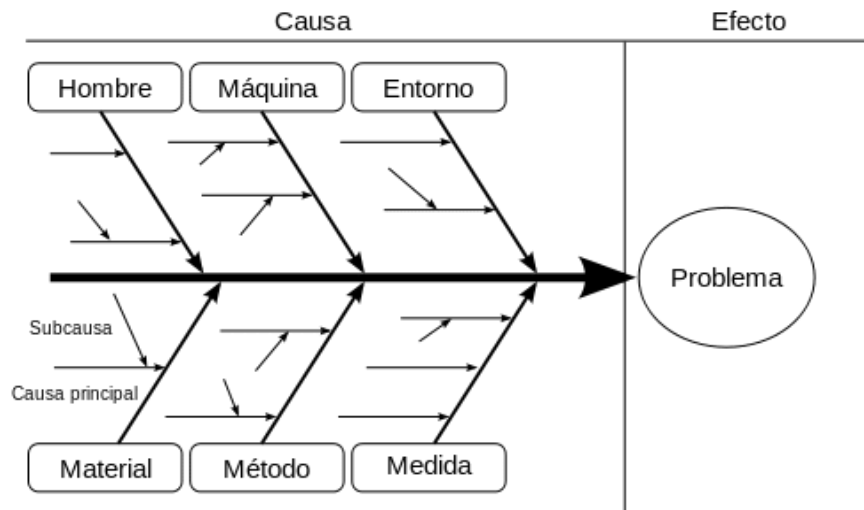 Causa
Efecto
Hombre
Máquina
Entorno
Problema
Subcausa
Causa principal
Material
Método
Medida